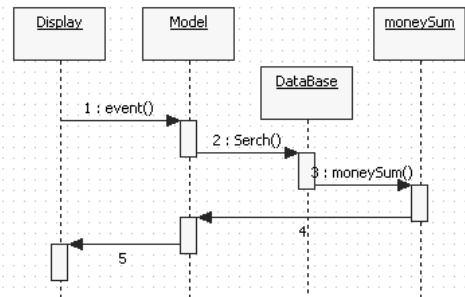 Display
Model
moneySum
DataBase
1 : event()
2 : Serch()
3 : moneySum()
4
5